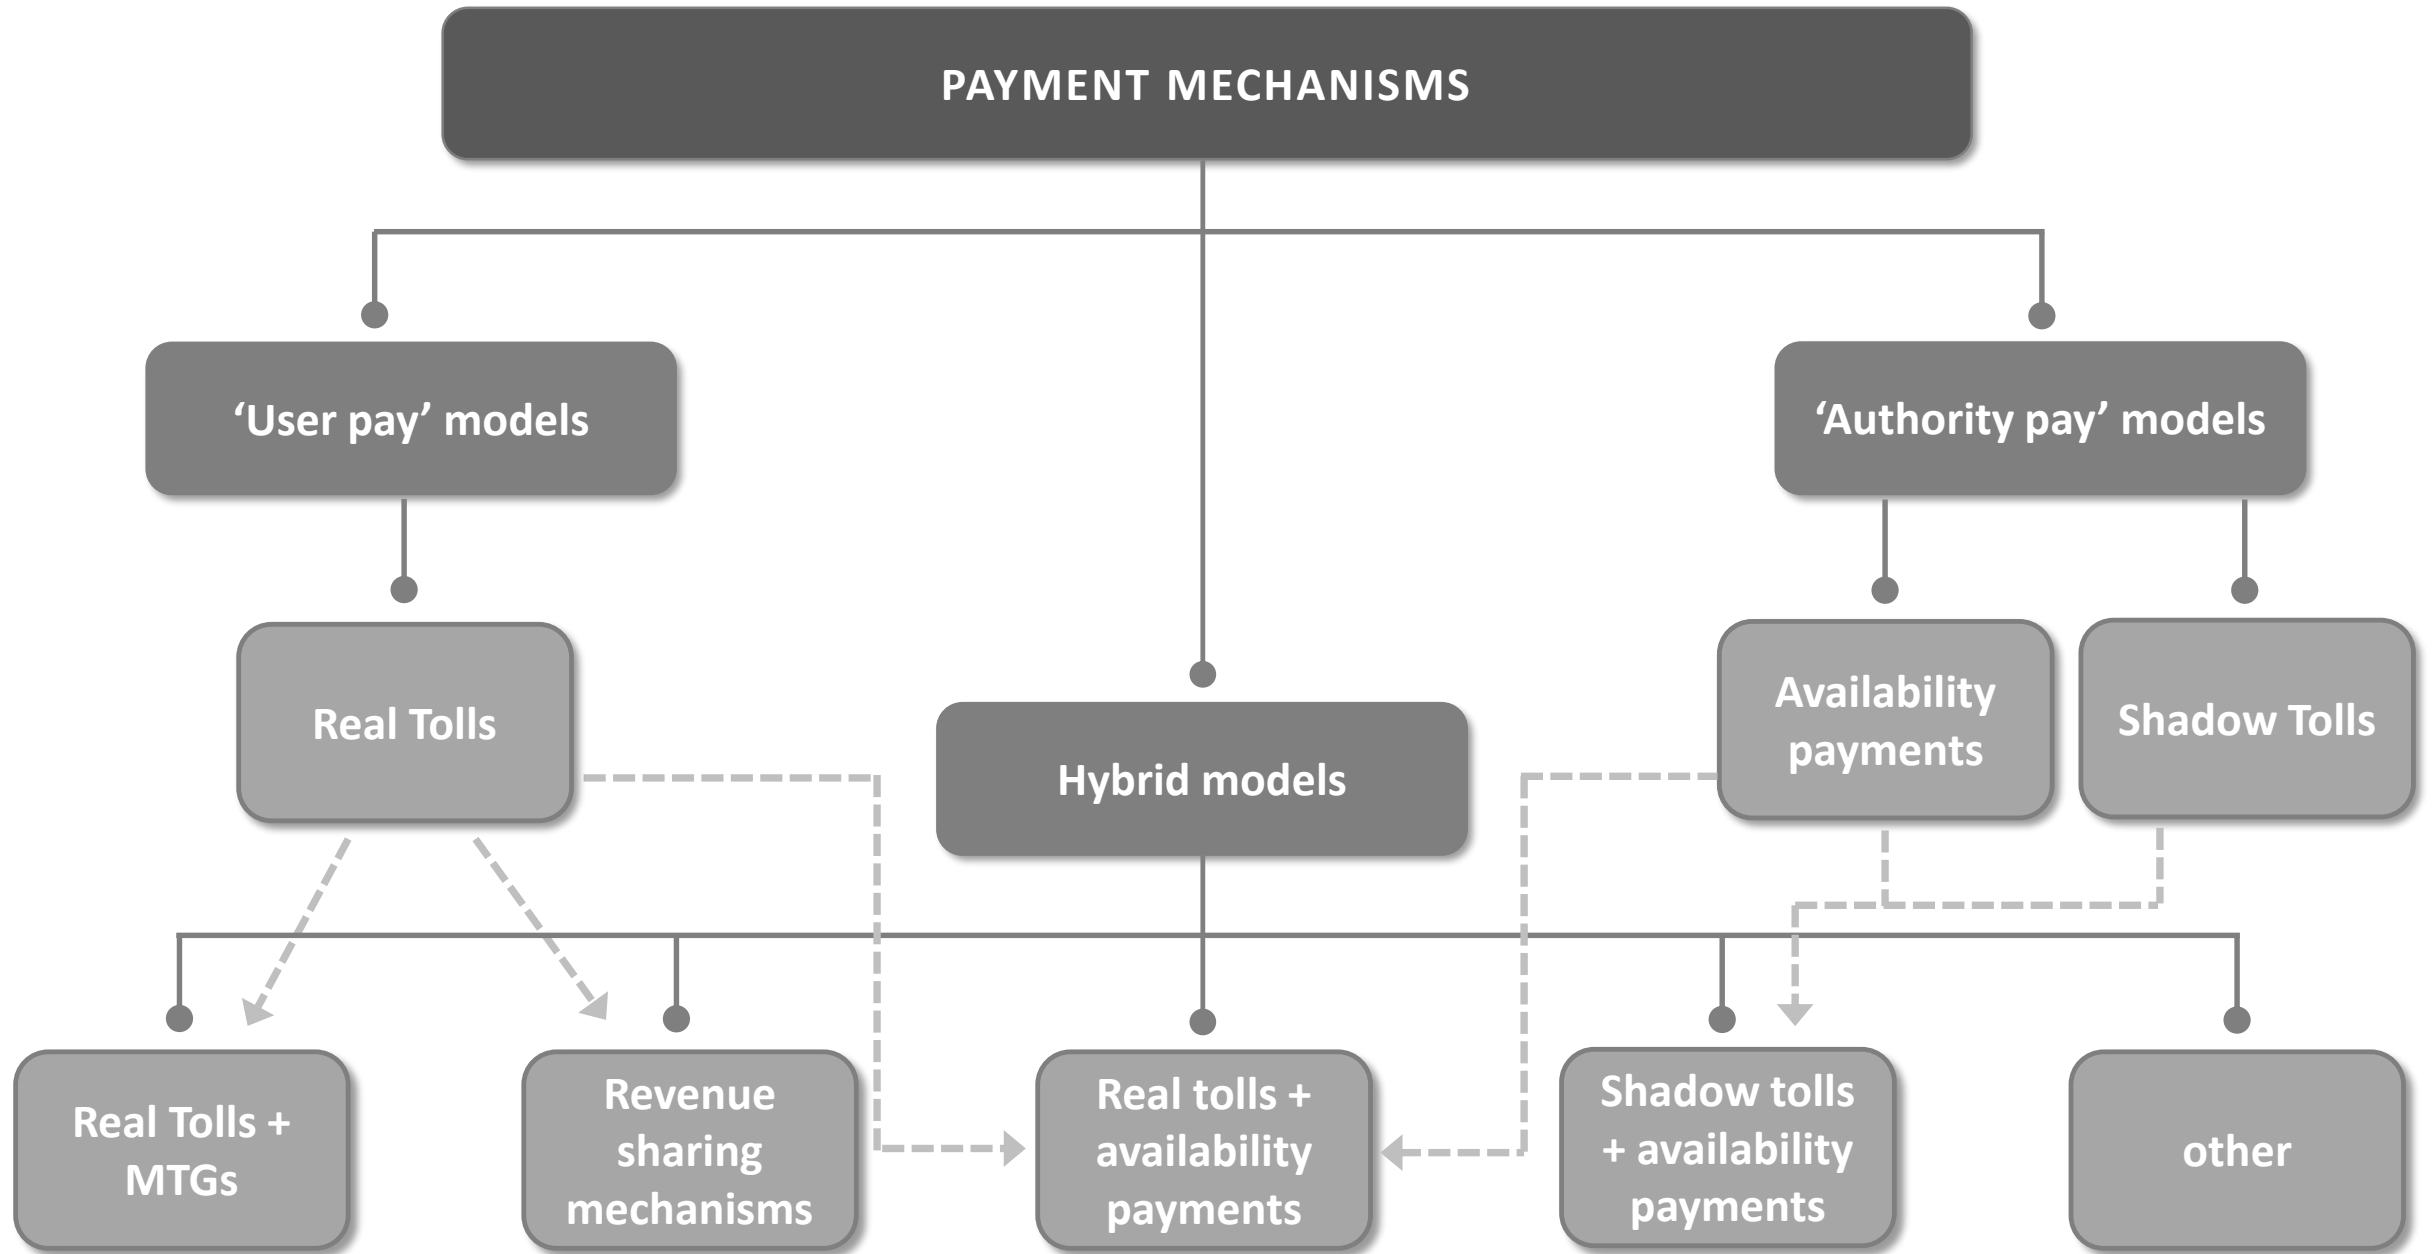 PAYMENT MECHANISMS
‘User pay’ models
‘Authority pay’ models
Real Tolls
Hybrid models
Availability
payments
Shadow Tolls
Real Tolls +
MTGs
Revenue
sharing
mechanisms
Real tolls +
availability
payments
Shadow tolls
+ availability
payments
other